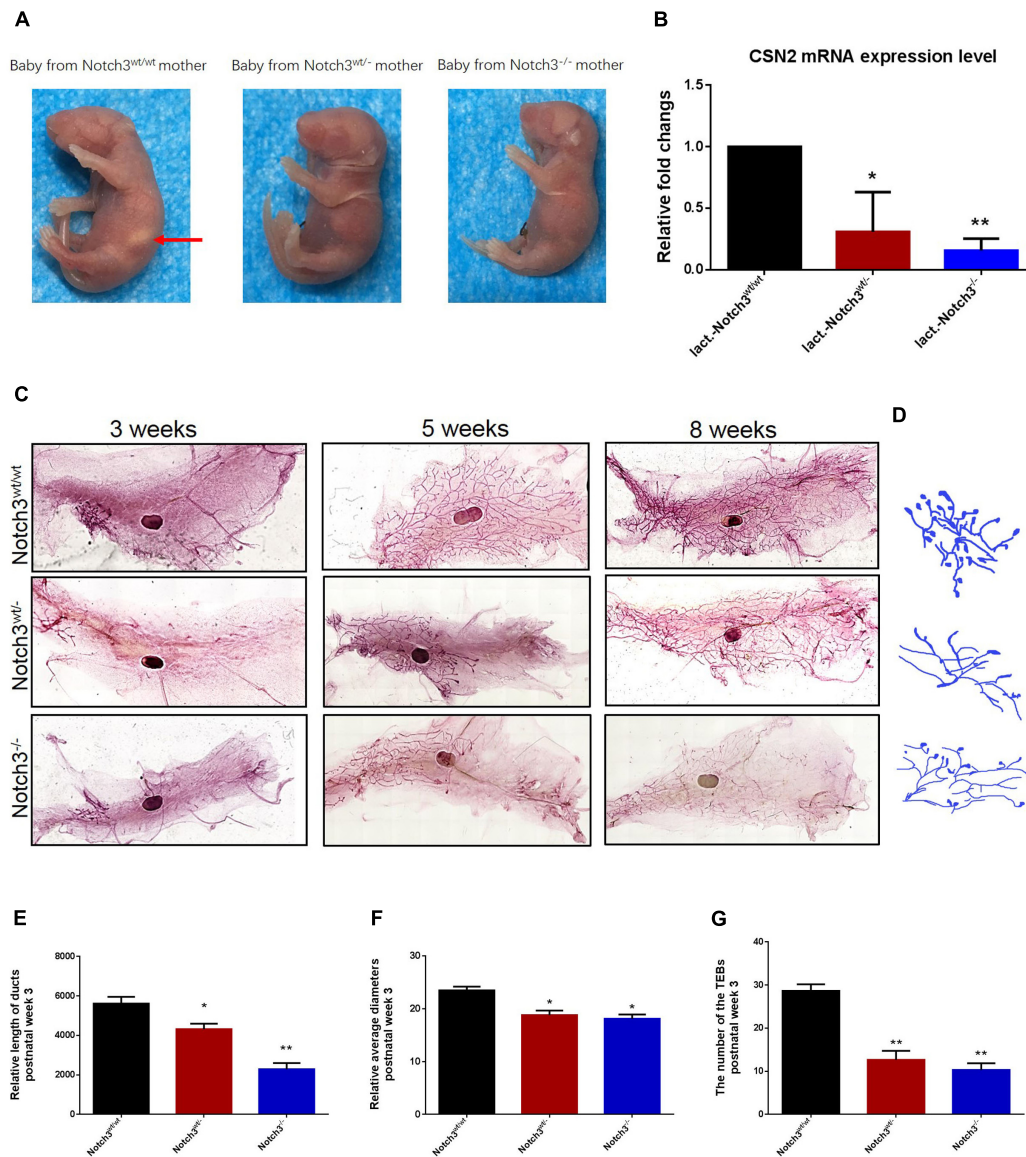 A
Baby from Notch3wt/wt mother
Baby from Notch3wt/- mother
Baby from Notch3-/- mother
B
CSN2 mRNA expression level
Relative fold changes
1.0
0.5
0.0
*
**
lact.-Notch3wt/wt
lact.-Notch3wt/-
lact.-Notch3-/-
C
3 weeks
5 weeks
8 weeks
Notch3wt/wt
Notch3wt/-
Notch3-/-
D
E
Relative length of ducts
postnatal week 3
8000
6000
4000
2000
0
*
**
Notch3wt/wt
Notch3wt/-
Notch3-/-
F
Relative average diameters
postnatal week 3
30
20
10
0
*
*
Notch3wt/wt
Notch3wt/-
Notch3-/-
G
The number of the TEBs
postnatal week 3
40
30
20
10
0
**
**
Notch3wt/wt
Notch3wt/-
Notch3-/-